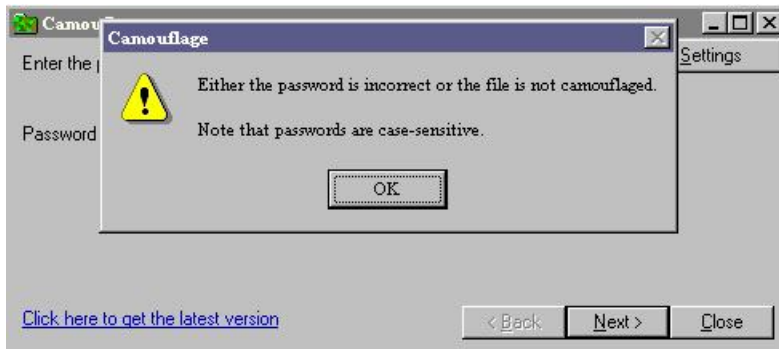 Camou
Camouflage
Settings
Enter the
Either the password is incorrect or the file is not camouflaged.
Password
Note that passwords are case-sensitive.
OK
Click here to get the latest version
< Back
Next >
Close